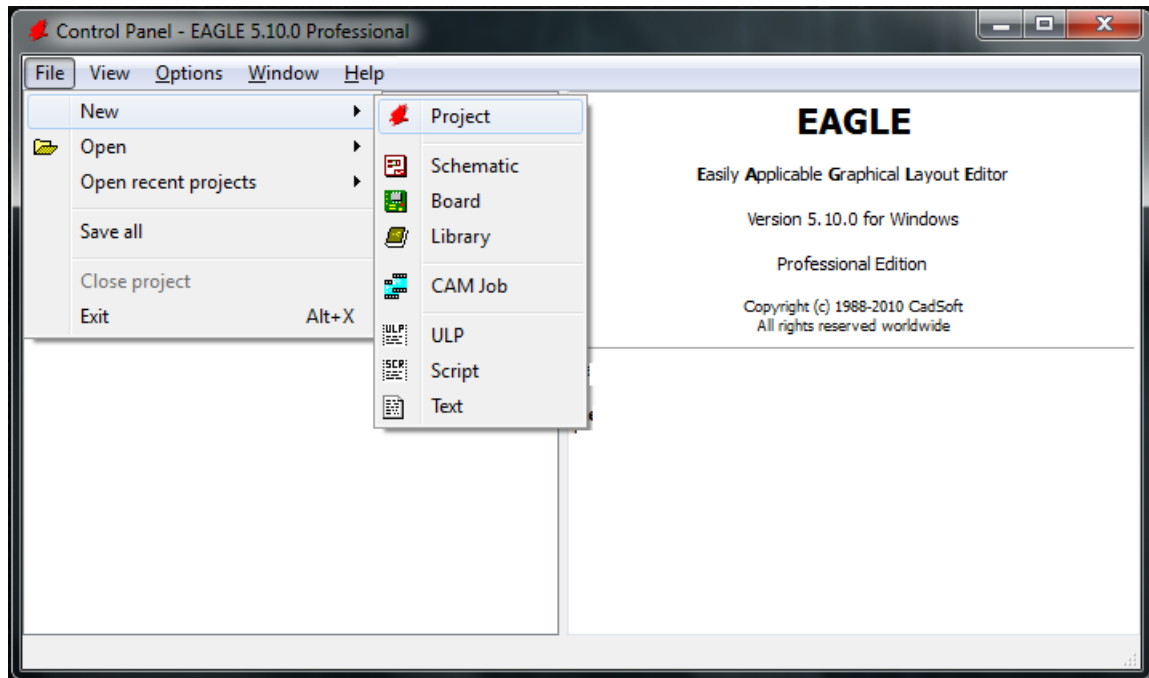 Control Panel - EAGLE 5.10.0 Professional
File View Options Window Help
New
Open
Open recent projects
Save all
Close project
Exit Alt+X
Project
Schematic
Board
Library
CAM Job
ULP
ULP
SCR
Script
Text
EAGLE
Easily Applicable Graphical Layout Editor
Version 5.10.0 for Windows
Professional Edition
Copyright (c) 1988-2010 CadSoft
All rights reserved worldwide